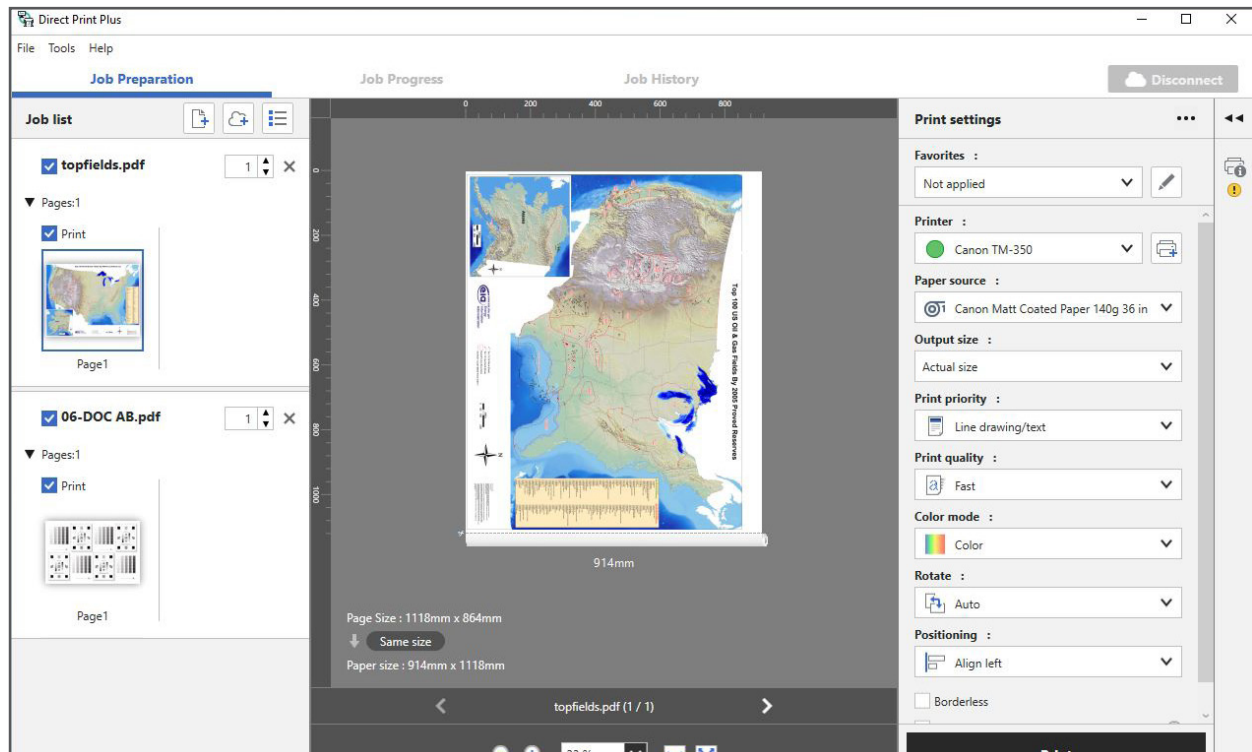 Direct Print Plus
File Tools Help
Job Preparation
Job Progress
Job History
Disconnect
Job list
topfields.pdf
1
Pages:1
Print
Page1
06-DOC AB.pdf
1
Pages:1
Print
Page1
0 200 400 600 800
0
200
400
600
800
1000
Top 100 US Oil & Gas Fields By 2005 Proved Reserves
914mm
Page Size : 1118mm x 864mm
Same size
Paper size : 914mm x 1118mm
topfields.pdf (1 / 1)
Print settings
Favorites :
Not applied
Printer :
Canon TM-350
Paper source :
1 Canon Matt Coated Paper 140g 36 in
Output size :
Actual size
Print priority :
Line drawing/text
Print quality :
a Fast
Color mode :
Color
Rotate :
Auto
Positioning :
Align left
Borderless